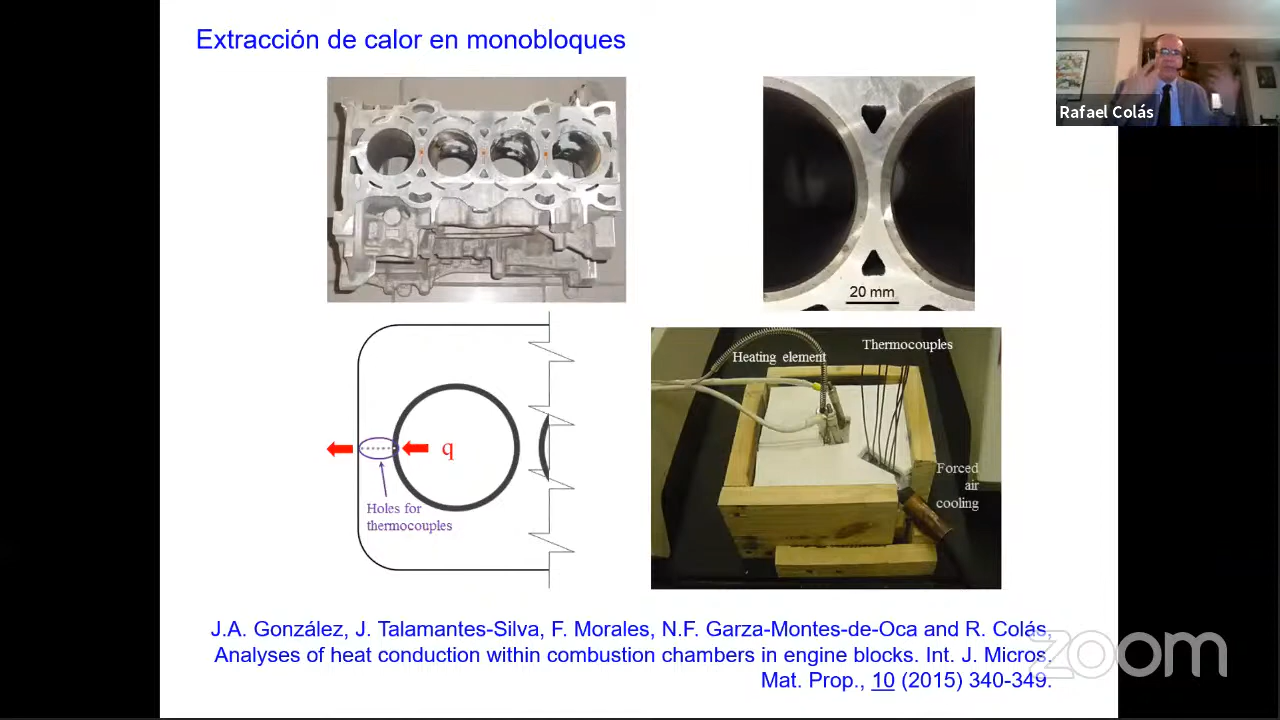 Extracción de calor en monobloques
Rafael Colás
20 mm
Heating element
Thermocouples
Forced
air
cooling
q
Holes for
thermocouples
J.A. González, J. Talamantes-Silva, F. Morales, N.F. Garza-Montes-de-Oca and R. Colás,
Analyses of heat conduction within combustion chambers in engine blocks. Int. J. Micros.
Mat. Prop., 10 (2015) 340-349.
zoom